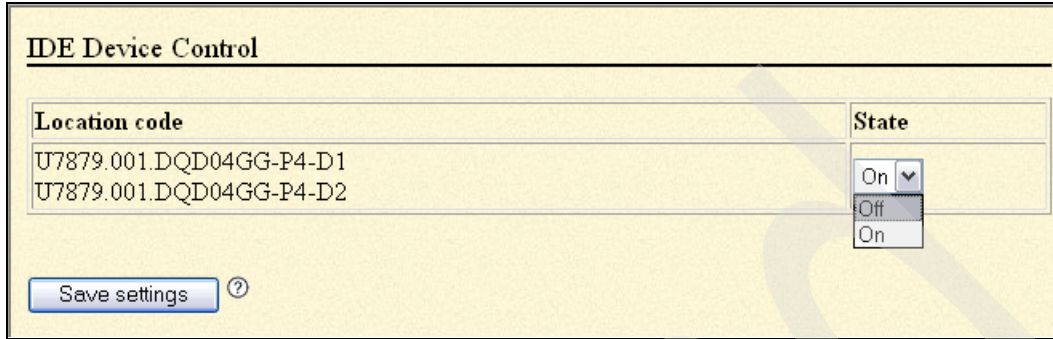 IDE Device Control
Location code State
U7879.001.DQD04GG-P4-D1
U7879.001.DQD04GG-P4-D2
On
Off
On
Save settings ?